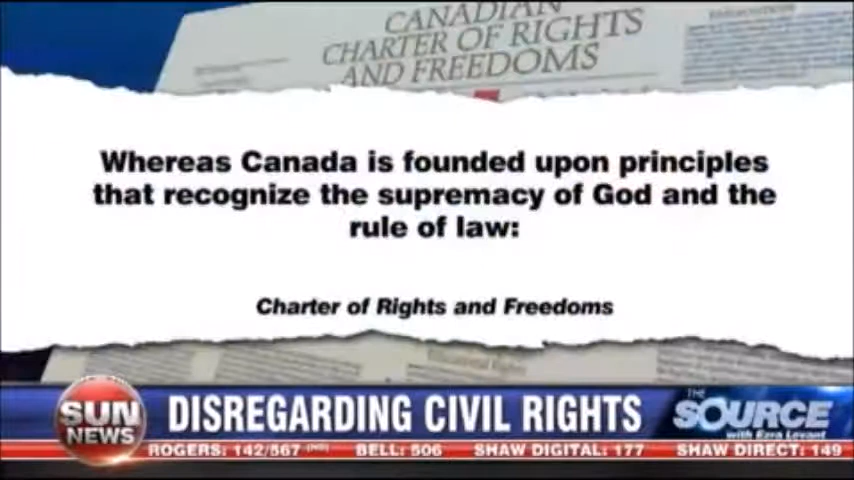 CANADIAN
CHARTER OF RIGHTS
AND FREEDOMS
Whereas Canada is founded upon principles
that recognize the supremacy of God and the
rule of law:
Charter of Rights and Freedoms
SUN
NEWS
DISREGARDING CIVIL RIGHTS
THE
SOURCE
with Ezra Levant
ROGERS: 142/567 (HD) BELL: 506 SHAW DIGITAL: 177 SHAW DIRECT: 149